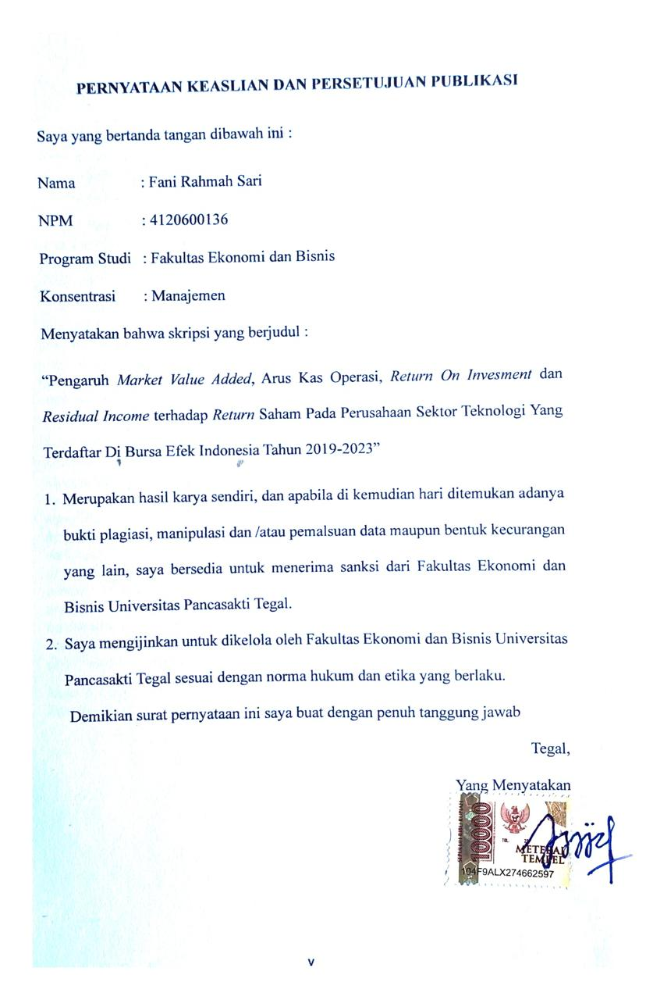 PERNYATAAN KEASLIAN DAN PERSETUJUAN PUBLIKASI
Saya yang bertanda tangan dibawah ini :
Nama : Fani Rahmah Sari
NPM : 4120600136
Program Studi : Fakultas Ekonomi dan Bisnis
Konsentrasi : Manajemen
Menyatakan bahwa skripsi yang berjudul :
“Pengaruh Market Value Added, Arus Kas Operasi, Return On Invesment dan
Residual Income terhadap Return Saham Pada Perusahaan Sektor Teknologi Yang
Terdaftar Di Bursa Efek Indonesia Tahun 2019-2023”
1. Merupakan hasil karya sendiri, dan apabila di kemudian hari ditemukan adanya
bukti plagiasi, manipulasi dan /atau pemalsuan data maupun bentuk kecurangan
yang lain, saya bersedia untuk menerima sanksi dari Fakultas Ekonomi dan
Bisnis Universitas Pancasakti Tegal.
2. Saya mengijinkan untuk dikelola oleh Fakultas Ekonomi dan Bisnis Universitas
Pancasakti Tegal sesuai dengan norma hukum dan etika yang berlaku.
Demikian surat pernyataan ini saya buat dengan penuh tanggung jawab
Tegal,
Yang Menyatakan
10000
METERAI
TEMPEL
104F9ALX274662597
v